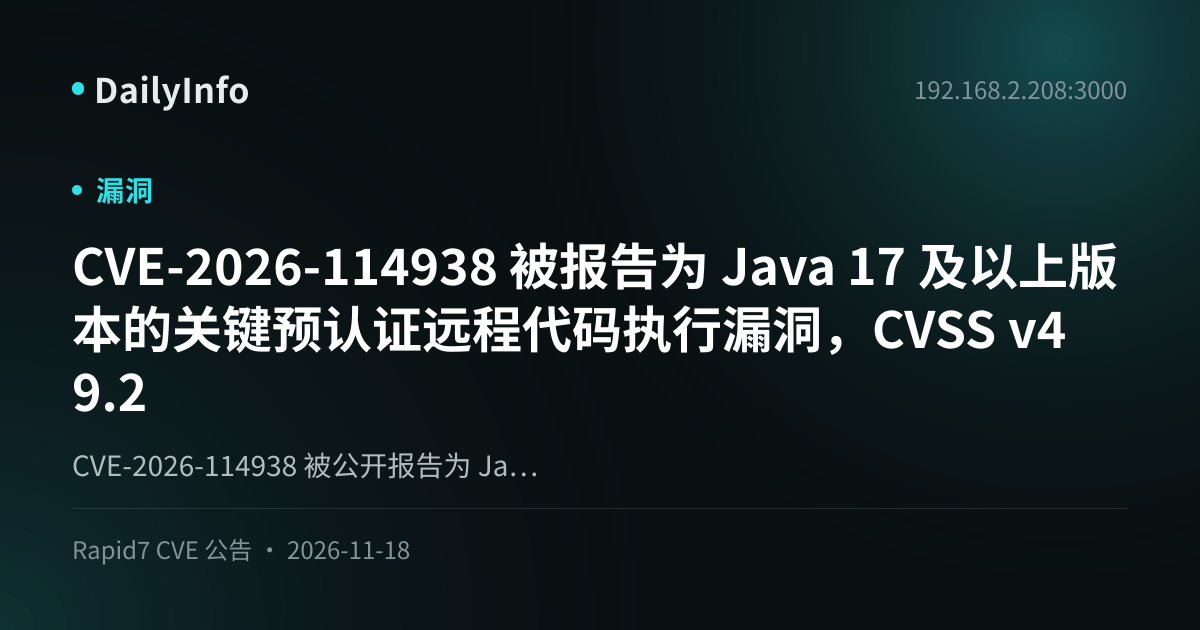 DailyInfo
192.168.2.208:3000
漏洞
CVE-2026-114938 被报告为 Java 17 及以上版
本的关键预认证远程代码执行漏洞，CVSS v4
9.2
CVE-2026-114938 被公开报告为 Ja…
Rapid7 CVE 公告 · 2026-11-18